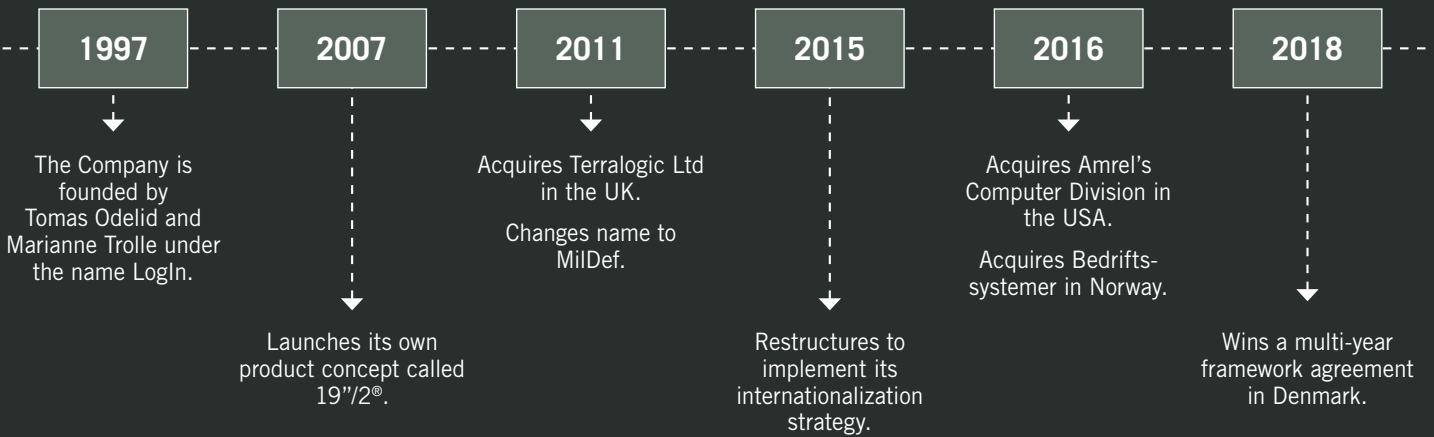 1997
The Company is
founded by
Tomas Odelid and
Marianne Trolle under
the name LogIn.
2007
Launches its own
product concept called
19”/2®.
2011
Acquires Terralogic Ltd
in the UK.
Changes name to
MilDef.
2015
Restructures to
implement its
internationalization
strategy.
2016
Acquires Amrel’s
Computer Division in
the USA.
Acquires Bedrifts-
systemer in Norway.
2018
Wins a multi-year
framework agreement
in Denmark.